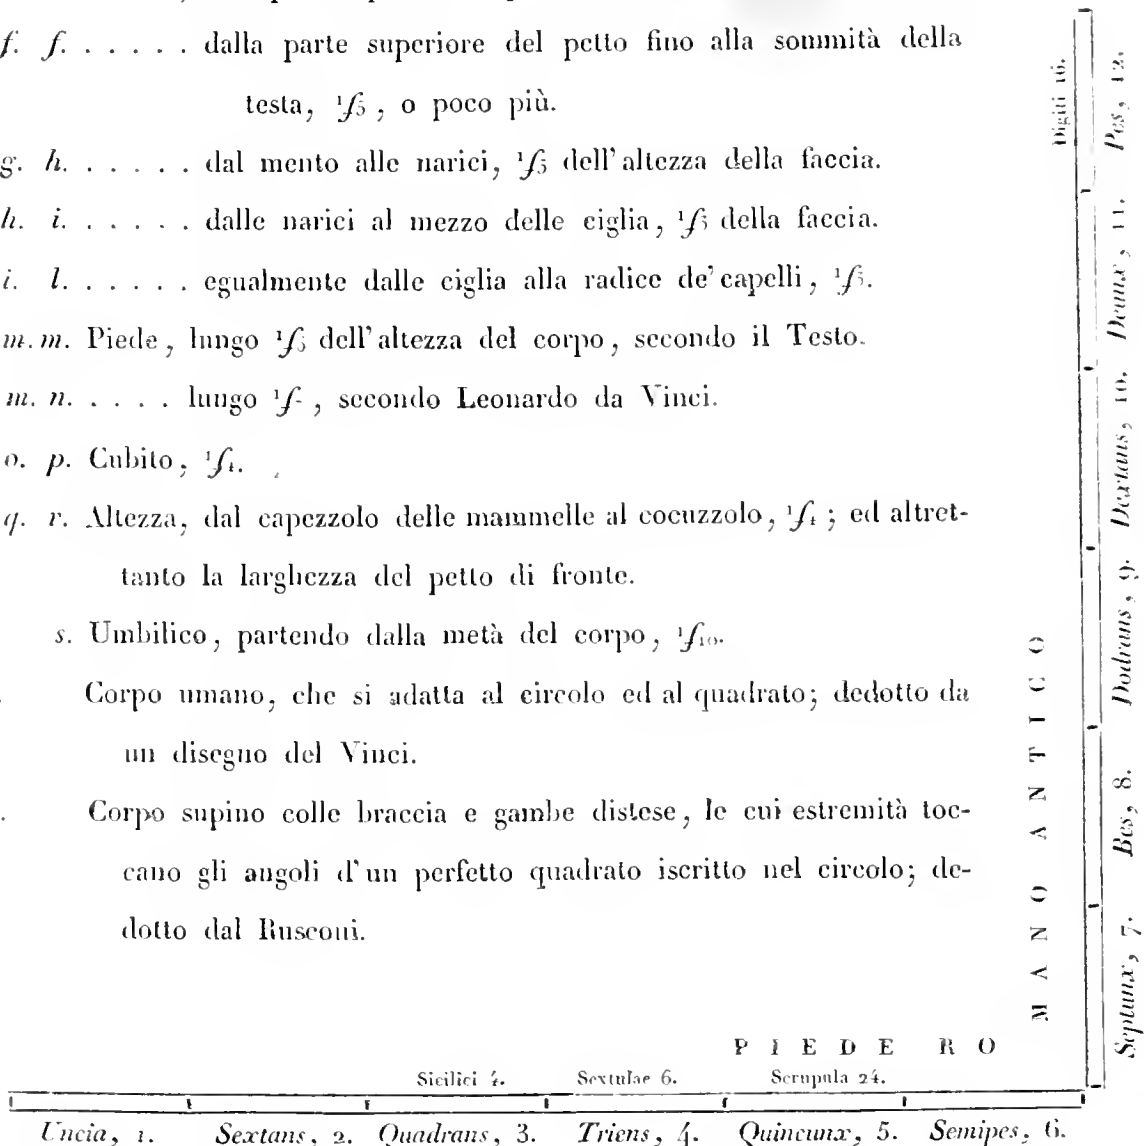 f. f. . . . . . dalla parte superiore del petto fino alla sommità della
testa, o poco più.
g. h. . . . . . dal mento alle narici, 1/3 dell'altezza della faccia.
h. i. . . . . . dalle narici al mezzo delle ciglia, 1/3 della faccia.
i. l. . . . . . egualmente dalle ciglia alla radice de' capelli, 1/3.
m. m. Piede, lungo dell'altezza del corpo, secondo il Testo.
m. n. . . . . lungo , secondo Leonardo da Vinci.
o. p. Cubito, 1/4.
q. r. Altezza, dal capezzolo delle mammelle al cocuzzolo, 1/4 ; ed altret-
tanto la larghezza del petto di fronte.
s. Umbilico, partendo dalla metà del corpo, 1/10.
Corpo umano, che si adatta al circolo ed al quadrato; dedotto da
un disegno del Vinci.
Corpo supino colle braccia e gambe distese, le cui estremità toc-
cano gli angoli d'un perfetto quadrato iscritto nel circolo; de-
dotto dal Rusconi.
PIEDE RO
MANO ANTICO
Sicilici 4. Sextulae 6. Scrupula 24.
Digiti 16.
Uncia, 1. Sextans, 2. Quadrans, 3. Triens, 4. Quincunx, 5. Semipes, 6.
Septunx, 7. Bes, 8. Dodrans, 9. Dextans, 10. Deunx, 11. Pes, 12.